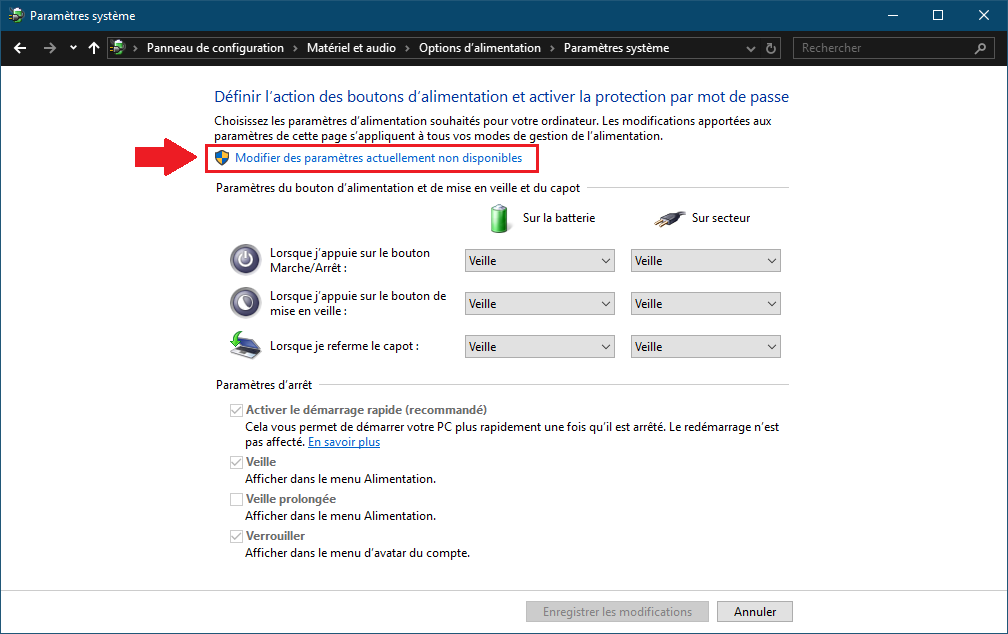 Paramètres système
Panneau de configuration > Matériel et audio > Options d'alimentation > Paramètres système
Rechercher
Définir l'action des boutons d'alimentation et activer la protection par mot de passe
Choisissez les paramètres d'alimentation souhaités pour votre ordinateur. Les modifications apportées aux
paramètres de cette page s'appliquent à tous vos modes de gestion de l'alimentation.
Modifier des paramètres actuellement non disponibles
Paramètres du bouton d'alimentation et de mise en veille et du capot
Sur la batterie
Sur secteur
Lorsque j'appuie sur le bouton
Marche/Arrêt :
Veille
Veille
Lorsque j'appuie sur le bouton de
mise en veille :
Veille
Veille
Lorsque je referme le capot :
Veille
Veille
Paramètres d'arrêt
Activer le démarrage rapide (recommandé)
Cela vous permet de démarrer votre PC plus rapidement une fois qu'il est arrêté. Le redémarrage n'est
pas affecté. En savoir plus
Veille
Afficher dans le menu Alimentation.
Veille prolongée
Afficher dans le menu Alimentation.
Verrouiller
Afficher dans le menu d'avatar du compte.
Enregistrer les modifications
Annuler